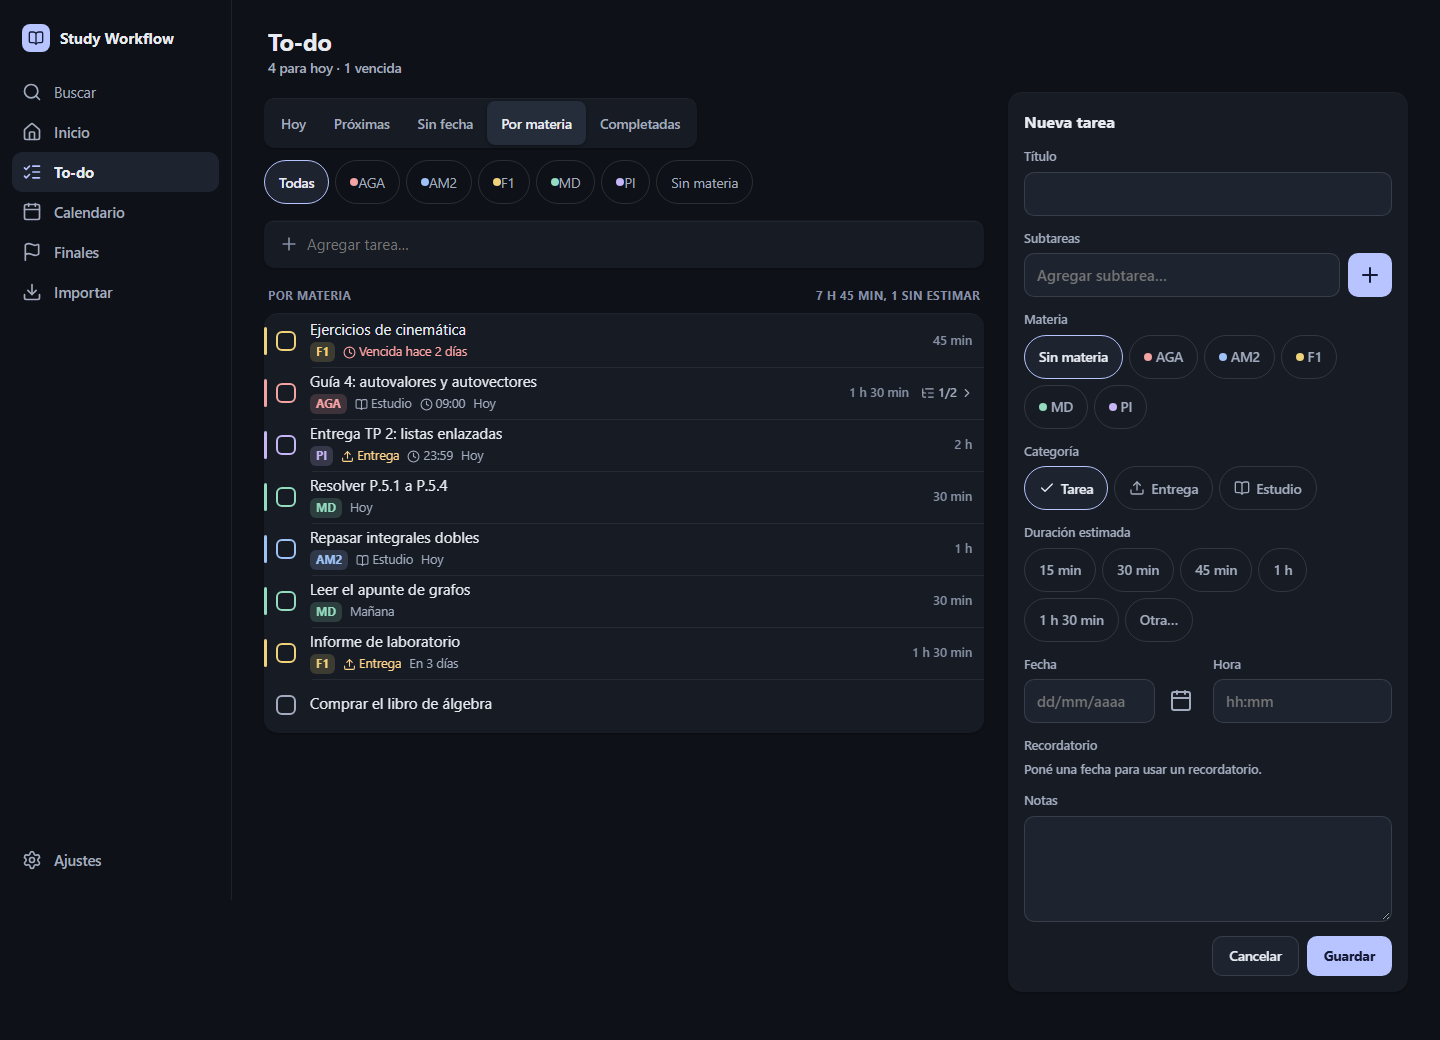 Study Workflow
Buscar
Inicio
To-do
Calendario
Finales
Importar
Ajustes
To-do
4 para hoy · 1 vencida
Hoy Próximas Sin fecha Por materia Completadas
Todas AGA AM2 F1 MD PI Sin materia
Agregar tarea...
POR MATERIA 7 H 45 MIN, 1 SIN ESTIMAR
Ejercicios de cinemática 45 min
F1 Vencida hace 2 días
Guía 4: autovalores y autovectores 1 h 30 min 1/2
AGA Estudio 09:00 Hoy
Entrega TP 2: listas enlazadas 2 h
PI Entrega 23:59 Hoy
Resolver P.5.1 a P.5.4 30 min
MD Hoy
Repasar integrales dobles 1 h
AM2 Estudio Hoy
Leer el apunte de grafos 30 min
MD Mañana
Informe de laboratorio 1 h 30 min
F1 Entrega En 3 días
Comprar el libro de álgebra
Nueva tarea
Título
Subtareas
Agregar subtarea...
Materia
Sin materia AGA AM2 F1
MD PI
Categoría
Tarea Entrega Estudio
Duración estimada
15 min 30 min 45 min 1 h
1 h 30 min Otra...
Fecha Hora
dd/mm/aaaa hh:mm
Recordatorio
Poné una fecha para usar un recordatorio.
Notas
Cancelar Guardar